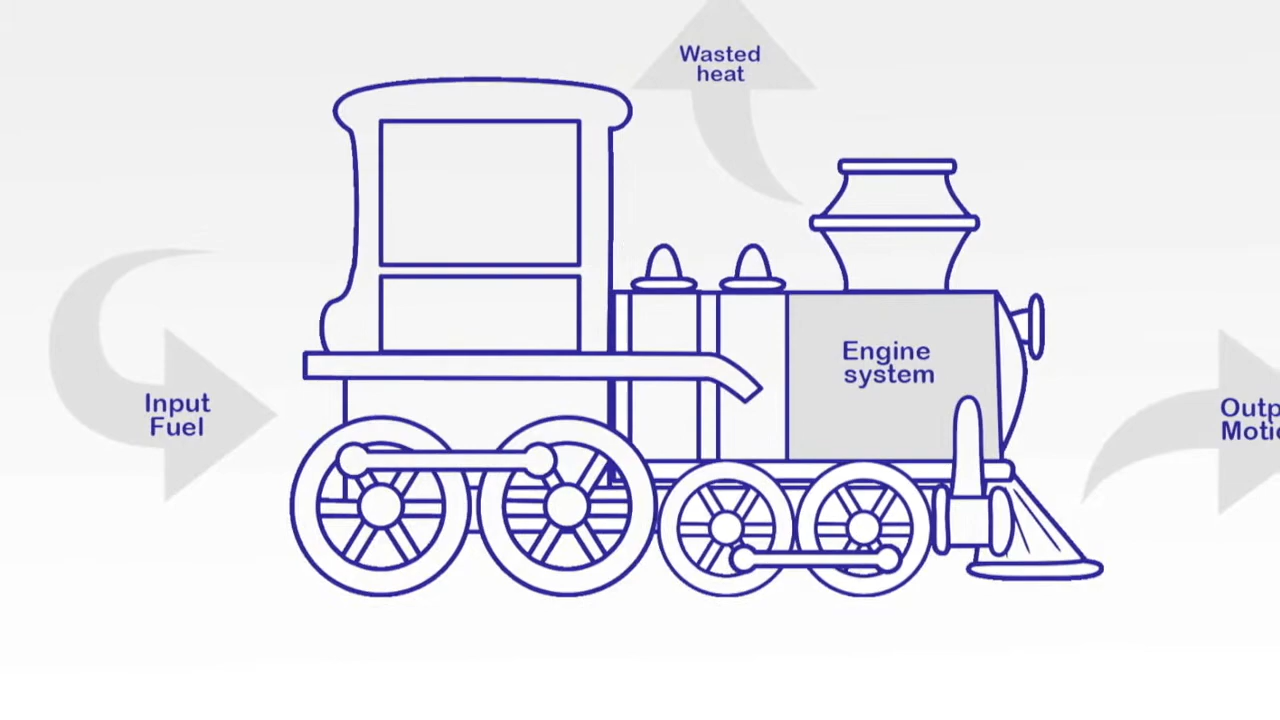 Wasted
heat
Engine
system
Input
Fuel